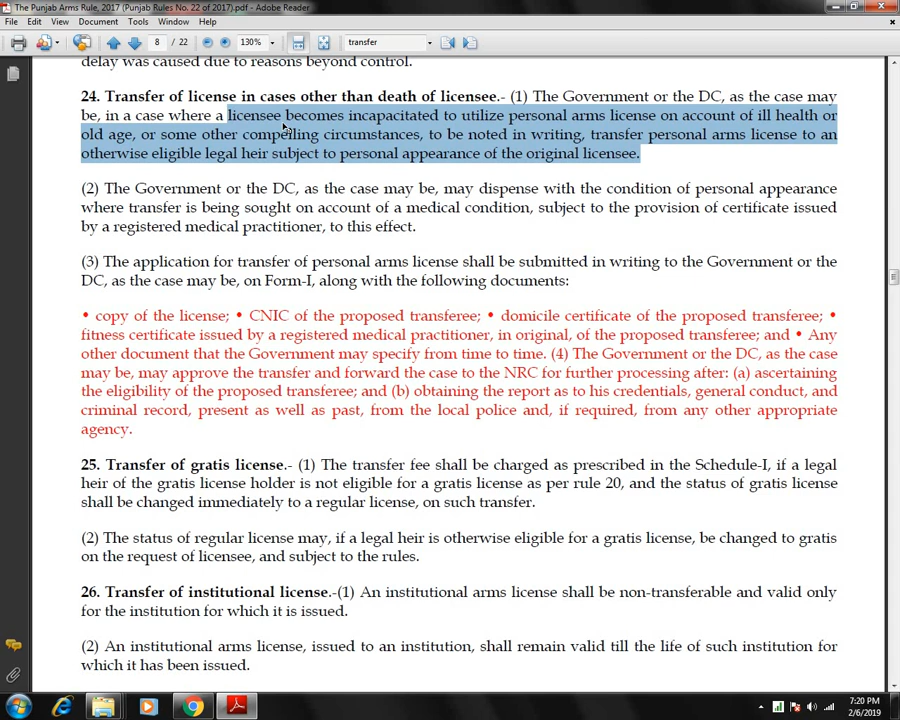 The Punjab Arms Rule, 2017 (Punjab Rules No. 22 of 2017).pdf - Adobe Reader
File Edit View Document Tools Window Help
8 / 22 130% transfer
delay was caused due to reasons beyond control.
24. Transfer of license in cases other than death of licensee.- (1) The Government or the DC, as the case may
be, in a case where a licensee becomes incapacitated to utilize personal arms license on account of ill health or
old age, or some other compelling circumstances, to be noted in writing, transfer personal arms license to an
otherwise eligible legal heir subject to personal appearance of the original licensee.
(2) The Government or the DC, as the case may be, may dispense with the condition of personal appearance
where transfer is being sought on account of a medical condition, subject to the provision of certificate issued
by a registered medical practitioner, to this effect.
(3) The application for transfer of personal arms license shall be submitted in writing to the Government or the
DC, as the case may be, on Form-I, along with the following documents:
• copy of the license; • CNIC of the proposed transferee; • domicile certificate of the proposed transferee; •
fitness certificate issued by a registered medical practitioner, in original, of the proposed transferee; and • Any
other document that the Government may specify from time to time. (4) The Government or the DC, as the case
may be, may approve the transfer and forward the case to the NRC for further processing after: (a) ascertaining
the eligibility of the proposed transferee; and (b) obtaining the report as to his credentials, general conduct, and
criminal record, present as well as past, from the local police and, if required, from any other appropriate
agency.
25. Transfer of gratis license.- (1) The transfer fee shall be charged as prescribed in the Schedule-I, if a legal
heir of the gratis license holder is not eligible for a gratis license as per rule 20, and the status of gratis license
shall be changed immediately to a regular license, on such transfer.
(2) The status of regular license may, if a legal heir is otherwise eligible for a gratis license, be changed to gratis
on the request of licensee, and subject to the rules.
26. Transfer of institutional license.-(1) An institutional arms license shall be non-transferable and valid only
for the institution for which it is issued.
(2) An institutional arms license, issued to an institution, shall remain valid till the life of such institution for
which it has been issued.
7:20 PM
2/6/2019